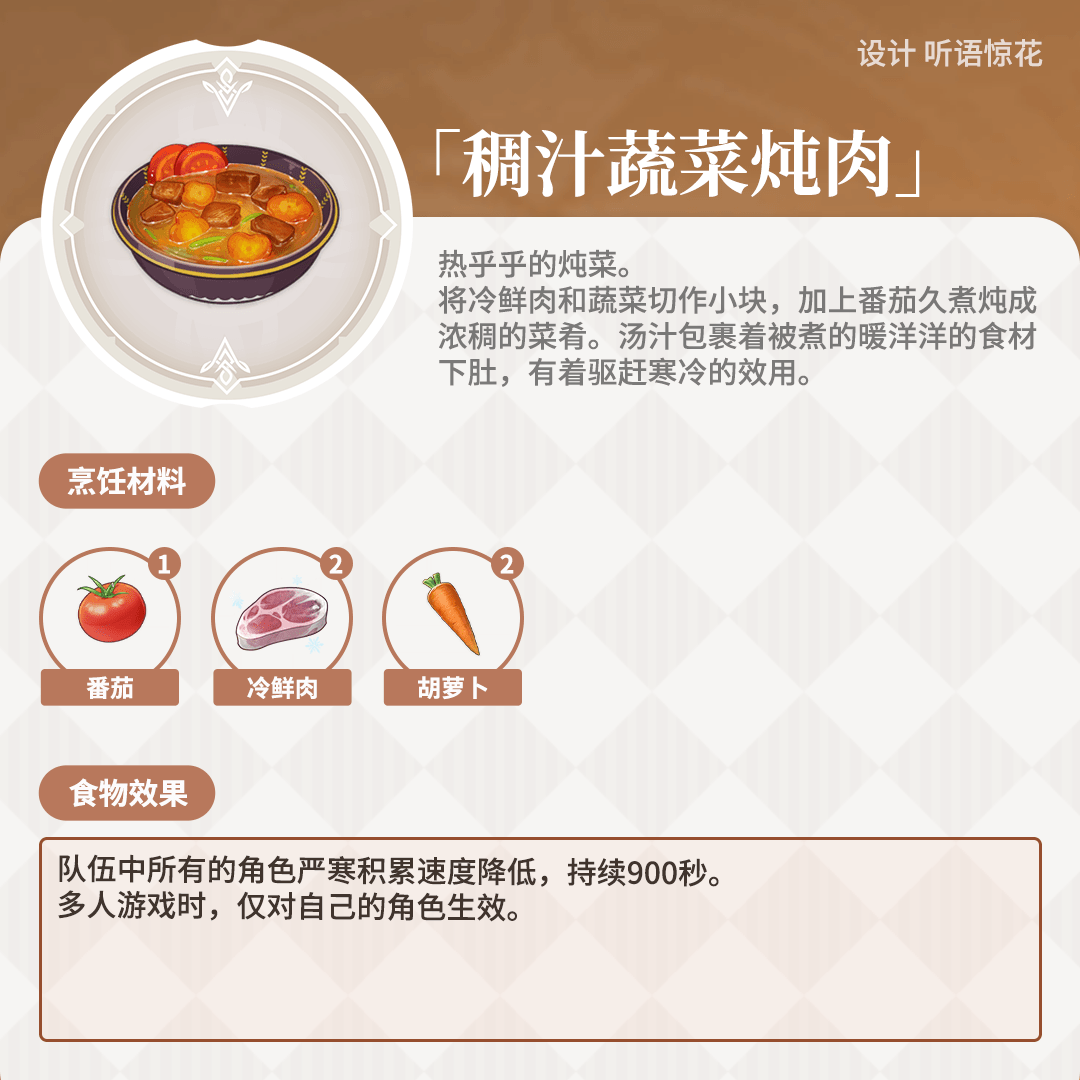 设计 听语惊花
「稠汁蔬菜炖肉」
热乎乎的炖菜。
将冷鲜肉和蔬菜切作小块，加上番茄久煮炖成
浓稠的菜肴。汤汁包裹着被煮的暖洋洋的食材
下肚，有着驱赶寒冷的效用。
烹饪材料
1
2
2
番茄
冷鲜肉
胡萝卜
食物效果
队伍中所有的角色严寒积累速度降低，持续900秒。
多人游戏时，仅对自己的角色生效。